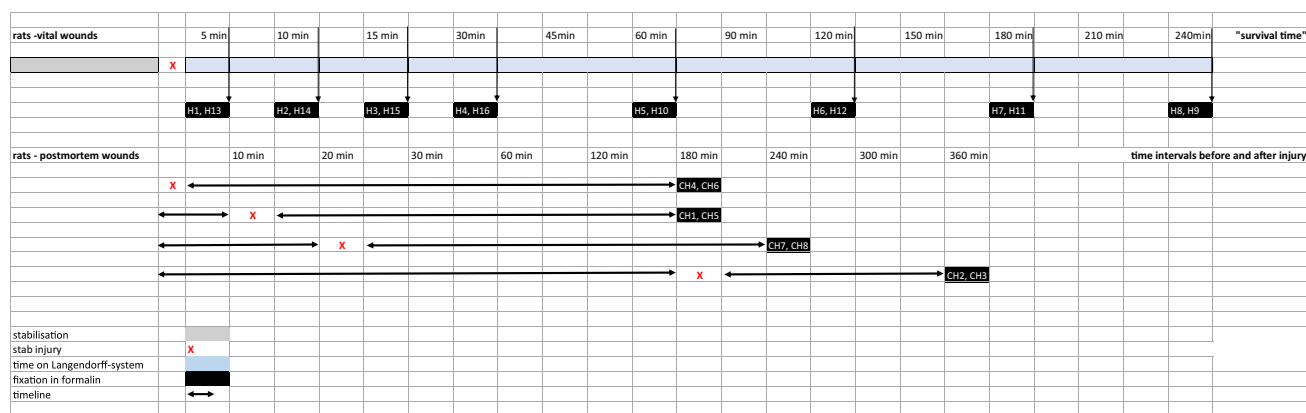 rats -vital wounds 5 min 10 min 15 min 30min 45min 60 min 90 min 120 min 150 min 180 min 210 min 240min "survival time"
X
H1, H13 H2, H14 H3, H15 H4, H16 H5, H10 H6, H12 H7, H11 H8, H9
rats - postmortem wounds 10 min 20 min 30 min 60 min 120 min 180 min 240 min 300 min 360 min time intervals before and after injury
X CH4, CH6
X CH1, CH5
X CH7, CH8
X CH2, CH3
stabilisation
stab injury X
time on Langendorff-system
fixation in formalin
timeline